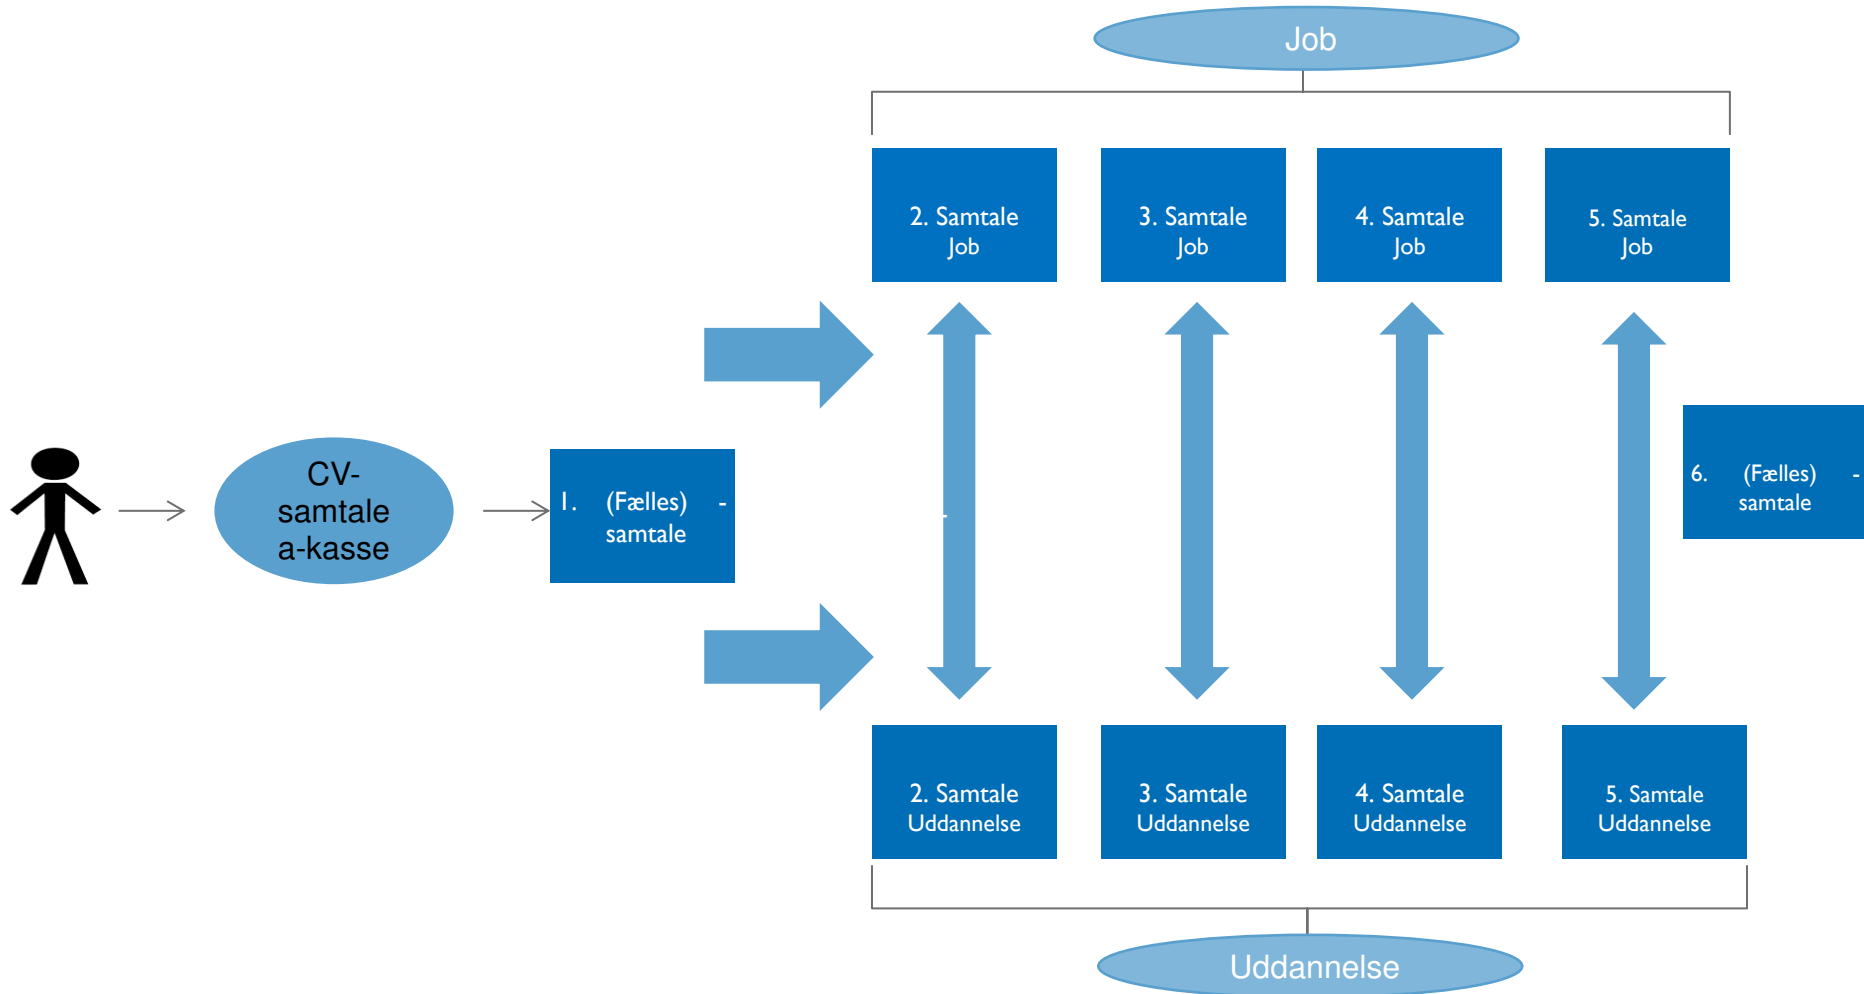 Job
2. Samtale
Job
3. Samtale
Job
4. Samtale
Job
5. Samtale
Job
CV-
samtale
a-kasse
1. (Fælles) -
samtale
-
6. (Fælles) -
samtale
2. Samtale
Uddannelse
3. Samtale
Uddannelse
4. Samtale
Uddannelse
5. Samtale
Uddannelse
Uddannelse